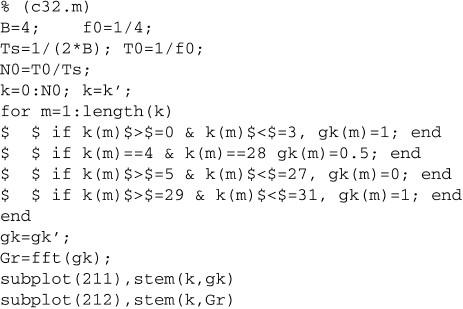 % (c32.m)
B=4; f0=1/4;
Ts=1/(2*B); T0=1/f0;
N0=T0/Ts;
k=0:N0; k=k’;
for m=1:length(k)
$ $ if k(m)$>$=0 & k(m)$<$=3, gk(m)=1; end
$ $ if k(m)==4 & k(m)==28 gk(m)=0.5; end
$ $ if k(m)$>$=5 & k(m)$<$=27, gk(m)=0; end
$ $ if k(m)$>$=29 & k(m)$<$=31, gk(m)=1; end
end
gk=gk’;
Gr=fft(gk);
subplot(211),stem(k,gk)
subplot(212),stem(k,Gr)